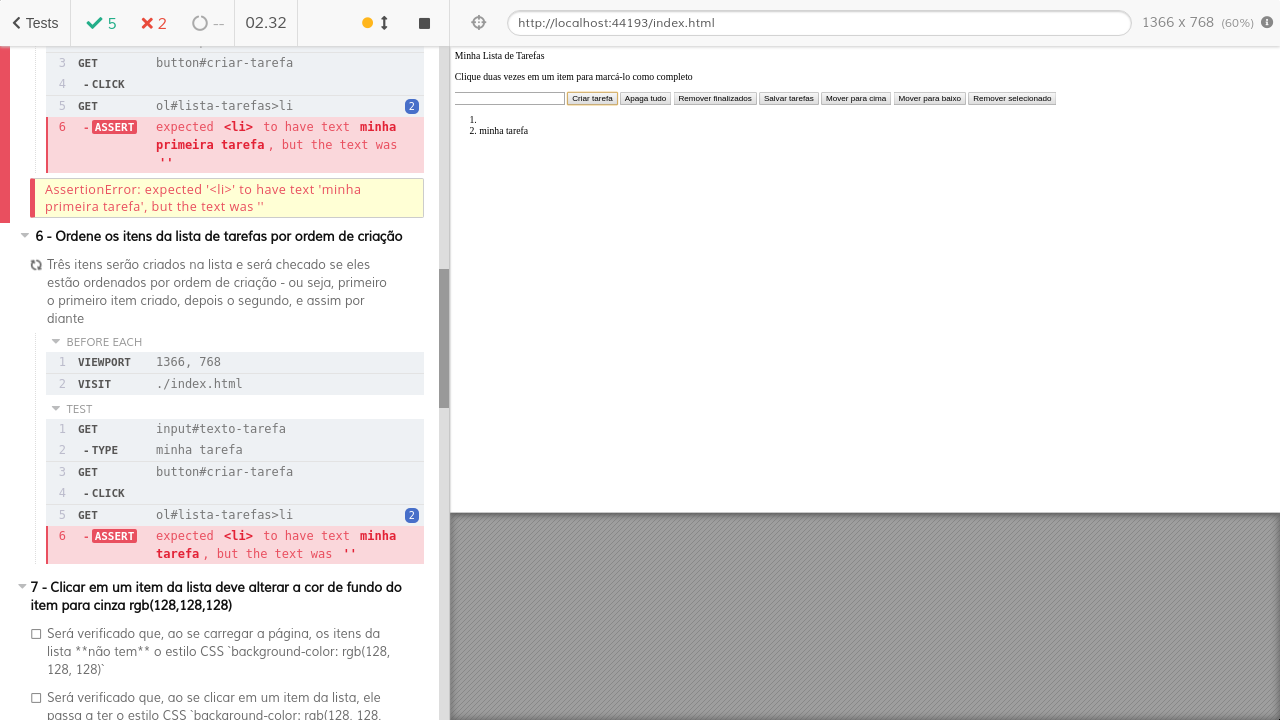 Tests
5
2
--
02.32
http://localhost:44193/index.html
1366 x 768 (60%)
3 GET button#criar-tarefa
4 -CLICK
5 GET ol#lista-tarefas>li 2
6 -ASSERT expected <li> to have text minha
primeira tarefa, but the text was
''
AssertionError: expected '<li>' to have text 'minha
primeira tarefa', but the text was ''
6 - Ordene os itens da lista de tarefas por ordem de criação
Três itens serão criados na lista e será checado se eles
estão ordenados por ordem de criação - ou seja, primeiro
o primeiro item criado, depois o segundo, e assim por
diante
BEFORE EACH
1 VIEWPORT 1366, 768
2 VISIT ./index.html
TEST
1 GET input#texto-tarefa
2 -TYPE minha tarefa
3 GET button#criar-tarefa
4 -CLICK
5 GET ol#lista-tarefas>li 2
6 -ASSERT expected <li> to have text minha
tarefa, but the text was ''
7 - Clicar em um item da lista deve alterar a cor de fundo do
item para cinza rgb(128,128,128)
Será verificado que, ao se carregar a página, os itens da
lista **não tem** o estilo CSS `background-color: rgb(128,
128, 128)`
Será verificado que, ao se clicar em um item da lista, ele
passa a ter o estilo CSS `background-color: rgb(128, 128,
Minha Lista de Tarefas
Clique duas vezes em um item para marcá-lo como completo
Criar tarefa Apaga tudo Remover finalizados Salvar tarefas Mover para cima Mover para baixo Remover selecionado
1.
2. minha tarefa